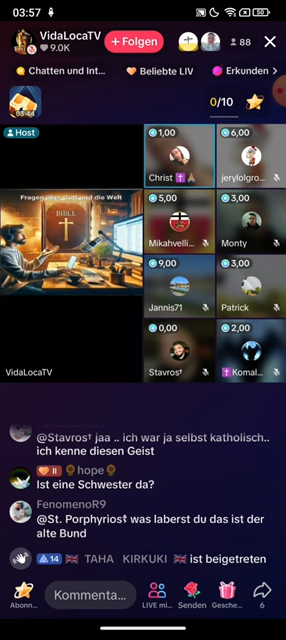 03:57
50
VidaLocaTV
9.0K
+ Folgen
88
Chatten und Int...
Beliebte LIV
Erkunden
03:44
0/10
Host
1,00
Christ ✝️🙏🏽
6,00
jerylolgro...
Fragen über Gott und die Welt
BIBLE
5,00
Mikahvelli...
3,00
Monty
9,00
Jannis71
3,00
Patrick
0,00
Stavros†
2,00
✝️Komal...
VidaLocaTV
@Stavros† jaa .. ich war ja selbst katholisch..
ich kenne diesen Geist
II 🌻hope🌻
Ist eine Schwester da?
FenomenoR9
@St. Porphyrios‡ was laberst du das ist der
alte Bund
14 🇬🇧 TAHA KIRKUKI 🇬🇧 ist beigetreten
Abonn...
Kommenta...
LIVE mi...
Senden
Gesche...
6